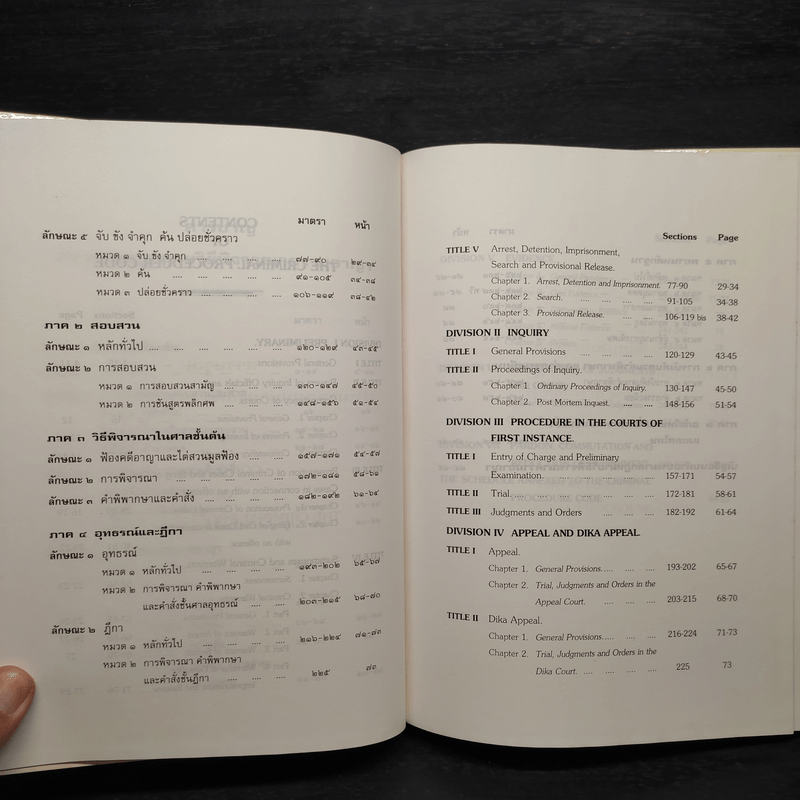 มาตรา หน้า
ลักษณะ ๕ จับ ขัง จำคุก ค้น ปล่อยชั่วคราว
หมวด ๑ จับ ขัง จำคุก .... .... .... .... ๗๗-๙๐ ๒๙-๓๔
หมวด ๒ ค้น .... .... .... .... ๙๑-๑๐๕ ๓๔-๓๘
หมวด ๓ ปล่อยชั่วคราว .... .... .... .... ๑๐๖-๑๑๙ ๓๘-๔๒
ภาค ๒ สอบสวน
ลักษณะ ๑ หลักทั่วไป .... .... .... .... .... ๑๒๐-๑๒๙ ๔๓-๔๕
ลักษณะ ๒ การสอบสวน
หมวด ๑ การสอบสวนสามัญ .... .... .... ๑๓๐-๑๔๗ ๔๕-๕๐
หมวด ๒ การชันสูตรพลิกศพ .... .... .... ๑๔๘-๑๕๖ ๕๑-๕๔
ภาค ๓ วิธีพิจารณาในศาลชั้นต้น
ลักษณะ ๑ ฟ้องคดีอาญาและไต่สวนมูลฟ้อง .... .... ๑๕๗-๑๗๑ ๕๔-๕๗
ลักษณะ ๒ การพิจารณา .... .... .... .... ๑๗๒-๑๘๑ ๕๘-๖๑
ลักษณะ ๓ คำพิพากษาและคำสั่ง .... .... .... ๑๘๒-๑๙๒ ๖๑-๖๔
ภาค ๔ อุทธรณ์และฎีกา
ลักษณะ ๑ อุทธรณ์
หมวด ๑ หลักทั่วไป .... .... .... .... ๑๙๓-๒๐๒ ๖๕-๖๗
หมวด ๒ การพิจารณา คำพิพากษา
และคำสั่งชั้นศาลอุทธรณ์ .... .... ๒๐๓-๒๑๕ ๖๘-๗๐
ลักษณะ ๒ ฎีกา
หมวด ๑ หลักทั่วไป .... .... .... .... ๒๑๖-๒๒๔ ๗๑-๗๓
หมวด ๒ การพิจารณา คำพิพากษา
และคำสั่งชั้นฎีกา .... .... .... ๒๒๕ ๗๓
Sections Page
TITLE V Arrest, Detention, Imprisonment,
Search and Provisional Release.
Chapter 1. Arrest, Detention and Imprisonment. 77-90 29-34
Chapter 2. Search. .... .... .... .... 91-105 34-38
Chapter 3. Provisional Release. .... .... 106-119 bis 38-42
DIVISION II INQUIRY
TITLE I General Provisions .... .... .... 120-129 43-45
TITLE II Proceedings of Inquiry.
Chapter 1. Ordinary Proceedings of Inquiry. 130-147 45-50
Chapter 2. Post Mortem Inquest. .... .... 148-156 51-54
DIVISION III PROCEDURE IN THE COURTS OF
FIRST INSTANCE.
TITLE I Entry of Charge and Preliminary
Examination. .... .... .... .... 157-171 54-57
TITLE II Trial. .... .... .... .... .... 172-181 58-61
TITLE III Judgments and Orders .... .... .... 182-192 61-64
DIVISION IV APPEAL AND DIKA APPEAL.
TITLE I Appeal.
Chapter 1. General Provisions. .... .... .... 193-202 65-67
Chapter 2. Trial, Judgments and Orders in the
Appeal Court. .... .... .... 203-215 68-70
TITLE II Dika Appeal.
Chapter 1. General Provisions. .... .... .... 216-224 71-73
Chapter 2. Trial, Judgments and Orders in the
Dika Court. .... .... .... .... 225 73